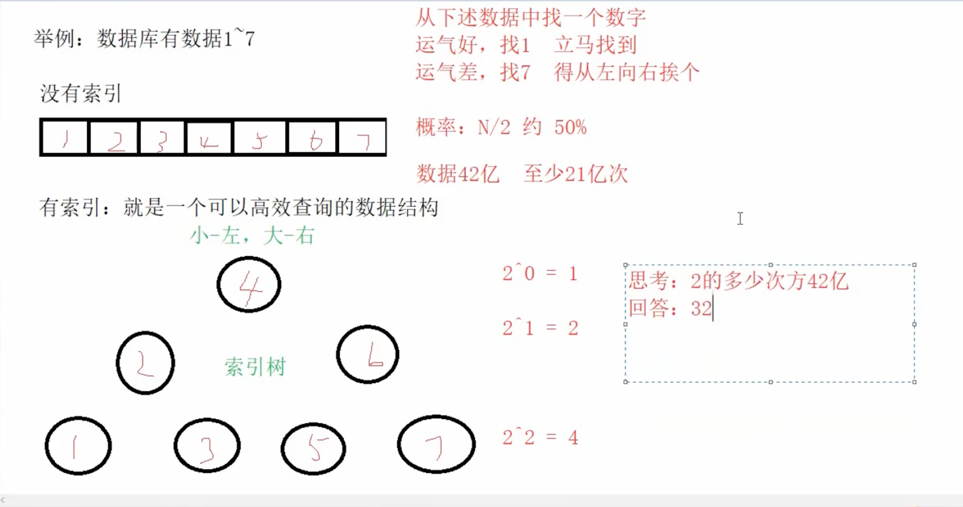 举例：数据库有数据1~7
没有索引
1 2 3 4 5 6 7
从下述数据中找一个数字
运气好，找1 立马找到
运气差，找7 得从左向右挨个
概率：N/2 约 50%
数据42亿 至少21亿次
有索引：就是一个可以高效查询的数据结构
小-左，大-右
4
2 6
索引树
1 3 5 7
2^0 = 1
2^1 = 2
2^2 = 4
思考：2的多少次方42亿
回答：32